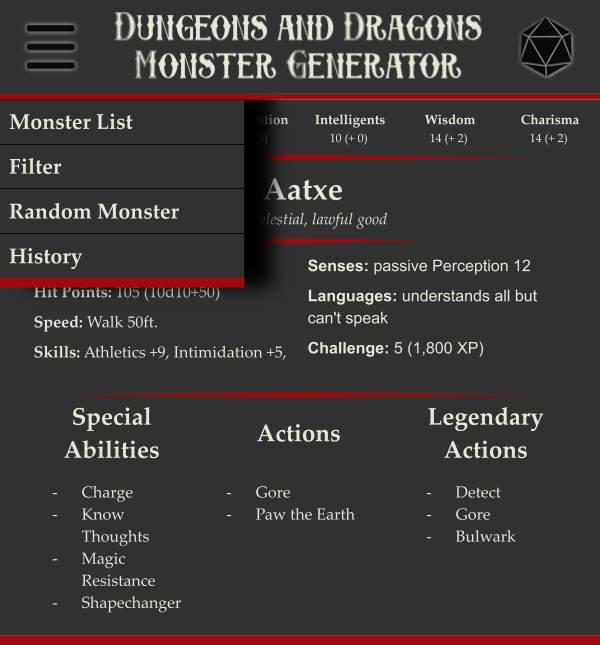 Dungeons and Dragons
Monster Generator
Monster List
Filter
Random Monster
History
Intelligents Wisdom Charisma
10 (+ 0) 14 (+ 2) 14 (+ 2)
Aatxe
lawful good
Hit Points: 105 (10d10+50)
Speed: Walk 50ft.
Skills: Athletics +9, Intimidation +5,
Senses: passive Perception 12
Languages: understands all but
can't speak
Challenge: 5 (1,800 XP)
Special
Abilities
- Charge
- Know
Thoughts
- Magic
Resistance
- Shapechanger
Actions
- Gore
- Paw the Earth
Legendary
Actions
- Detect
- Gore
- Bulwark